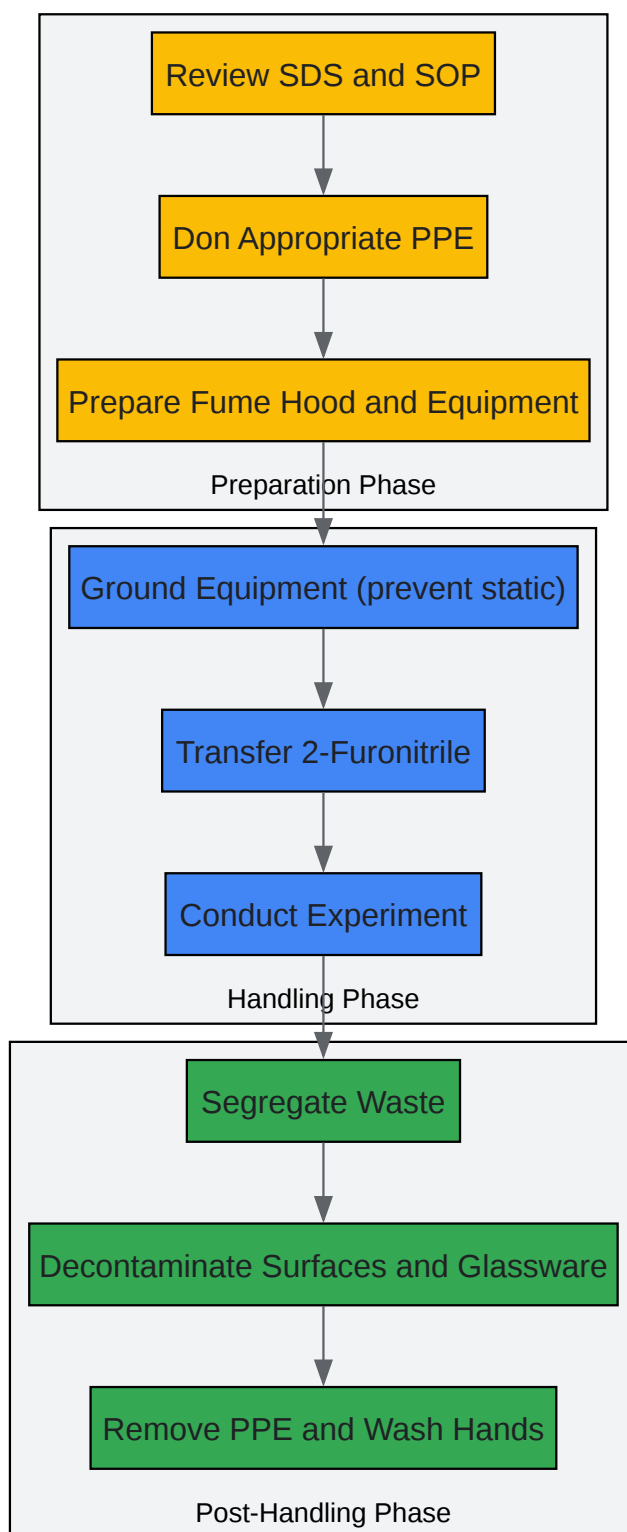 Review SDS and SOP
Don Appropriate PPE
Prepare Fume Hood and Equipment
Preparation Phase
Ground Equipment (prevent static)
Transfer 2-Furonitrile
Conduct Experiment
Handling Phase
Segregate Waste
Decontaminate Surfaces and Glassware
Remove PPE and Wash Hands
Post-Handling Phase